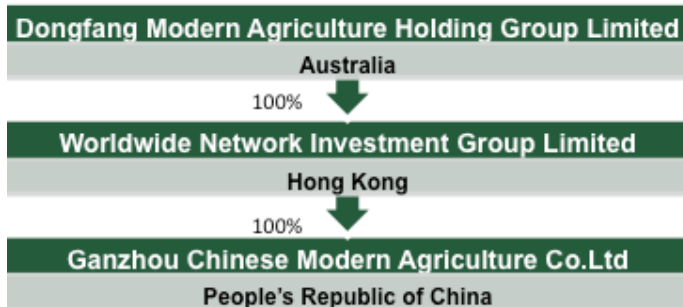 Dongfang Modern Agriculture Holding Group Limited
Australia
100%
Worldwide Network Investment Group Limited
Hong Kong
100%
Ganzhou Chinese Modern Agriculture Co.Ltd
People's Republic of China